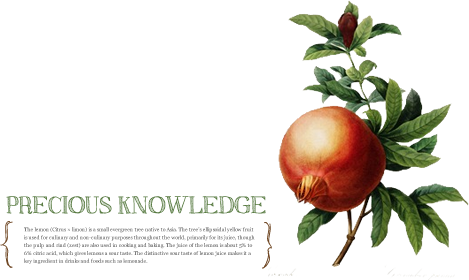 PRECIOUS KNOWLEDGE
The lemon (Citrus × limon) is a small evergreen tree native to Asia. The tree's ellipsoidal yellow fruit
is used for culinary and non-culinary purposes throughout the world, primarily for its juice, though
the pulp and rind (zest) are also used in cooking and baking. The juice of the lemon is about 5% to
6% citric acid, which gives lemons a sour taste. The distinctive sour taste of lemon juice makes it a
key ingredient in drinks and foods such as lemonade.